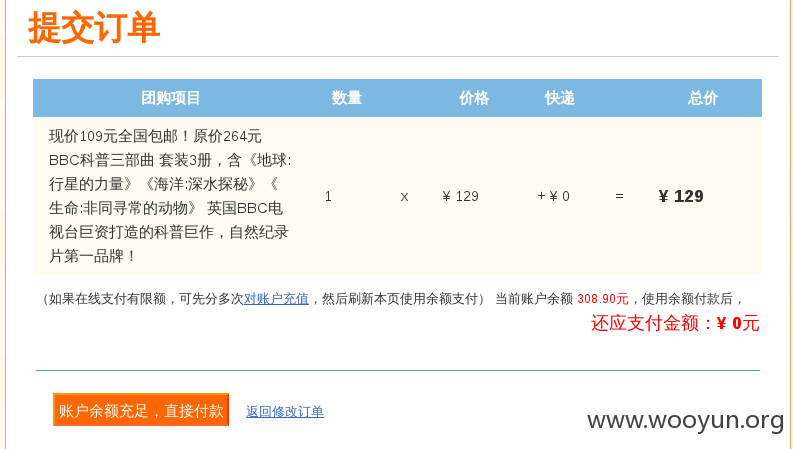 提交订单
团购项目 数量 价格 快递 总价
现价109元全国包邮！原价264元
BBC科普三部曲 套装3册，含《地球:
行星的力量》《海洋:深水探秘》《
生命:非同寻常的动物》 英国BBC电
视台巨资打造的科普巨作，自然纪录
片第一品牌！
1 x ¥ 129 + ¥ 0 = ¥ 129
（如果在线支付有限额，可先分多次对账户充值，然后刷新本页使用余额支付） 当前账户余额 308.90元，使用余额付款后，
还应支付金额：¥ 0元
账户余额充足，直接付款 返回修改订单
www.wooyun.org